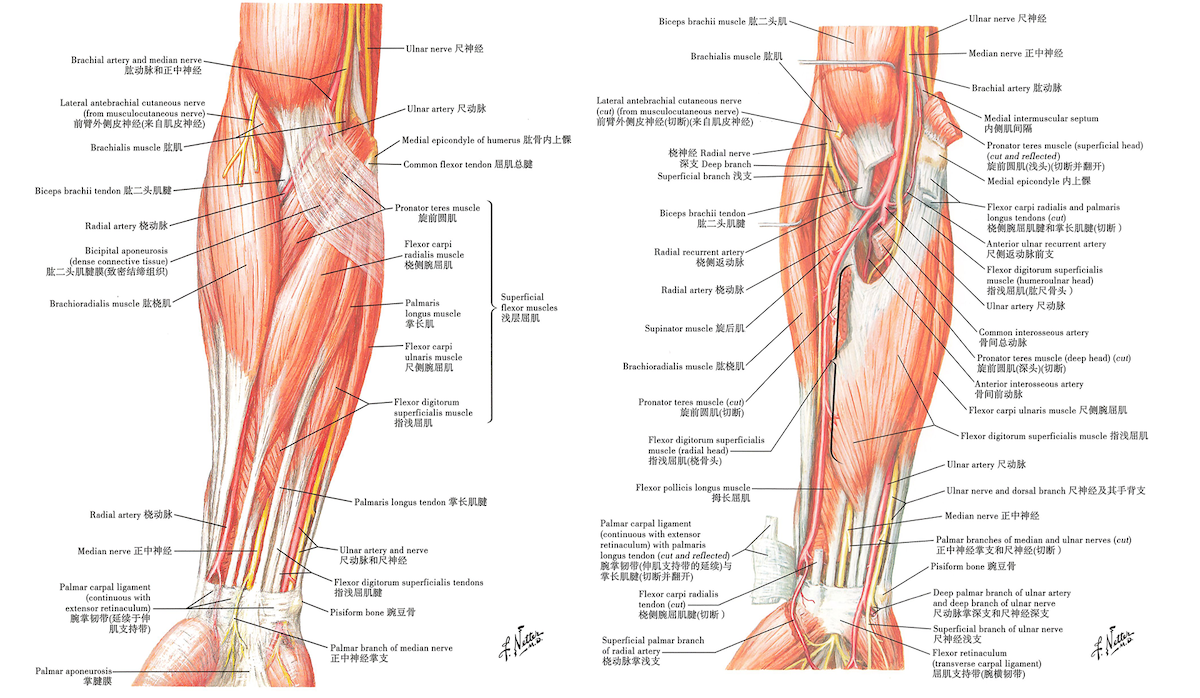 Ulnar nerve 尺神经
Brachial artery and median nerve
肱动脉和正中神经
Lateral antebrachial cutaneous nerve
(from musculocutaneous nerve)
前臂外侧皮神经(来自肌皮神经)
Ulnar artery 尺动脉
Brachialis muscle 肱肌
Medial epicondyle of humerus 肱骨内上髁
Common flexor tendon 屈肌总腱
Biceps brachii tendon 肱二头肌腱
Radial artery 桡动脉
Pronator teres muscle
旋前圆肌
Bicipital aponeurosis
(dense connective tissue)
肱二头肌腱膜(致密结缔组织)
Flexor carpi
radialis muscle
桡侧腕屈肌
Brachioradialis muscle 肱桡肌
Palmaris
longus muscle
掌长肌
Superficial
flexor muscles
浅层屈肌
Flexor carpi
ulnaris muscle
尺侧腕屈肌
Flexor digitorum
superficialis muscle
指浅屈肌
Palmaris longus tendon 掌长肌腱
Radial artery 桡动脉
Median nerve 正中神经
Ulnar artery and nerve
尺动脉和尺神经
Palmar carpal ligament
(continuous with
extensor retinaculum)
腕掌韧带(延续于伸
肌支持带)
Flexor digitorum superficialis tendons
指浅屈肌腱
Pisiform bone 豌豆骨
Palmar branch of median nerve
正中神经掌支
Palmar aponeurosis
掌腱膜
F. Netter
M.D.
Biceps brachii muscle 肱二头肌
Ulnar nerve 尺神经
Brachialis muscle 肱肌
Median nerve 正中神经
Brachial artery 肱动脉
Lateral antebrachial cutaneous nerve
(cut) (from musculocutaneous nerve)
前臂外侧皮神经(切断)(来自肌皮神经)
Medial intermuscular septum
内侧肌间隔
桡神经 Radial nerve
深支 Deep branch
Superficial branch 浅支
Pronator teres muscle (superficial head)
(cut and reflected)
旋前圆肌(浅头)(切断并翻开)
Medial epicondyle 内上髁
Biceps brachii tendon
肱二头肌腱
Flexor carpi radialis and palmaris
longus tendons (cut)
桡侧腕屈肌腱和掌长肌腱(切断)
Radial recurrent artery
桡侧返动脉
Anterior ulnar recurrent artery
尺侧返动脉前支
Flexor digitorum superficialis
muscle (humeroulnar head)
指浅屈肌(肱尺骨头)
Radial artery 桡动脉
Ulnar artery 尺动脉
Supinator muscle 旋后肌
Common interosseous artery
骨间总动脉
Brachioradialis muscle 肱桡肌
Pronator teres muscle (deep head) (cut)
旋前圆肌(深头)(切断)
Anterior interosseous artery
骨间前动脉
Pronator teres muscle (cut)
旋前圆肌(切断)
Flexor carpi ulnaris muscle 尺侧腕屈肌
Flexor digitorum superficialis
muscle (radial head)
指浅屈肌(桡骨头)
Flexor digitorum superficialis muscle 指浅屈肌
Ulnar artery 尺动脉
Flexor pollicis longus muscle
拇长屈肌
Ulnar nerve and dorsal branch 尺神经及其手背支
Median nerve 正中神经
Palmar carpal ligament
(continuous with extensor
retinaculum) with palmaris
longus tendon (cut and reflected)
腕掌韧带(伸肌支持带的延续)与
掌长肌腱(切断并翻开)
Palmar branches of median and ulnar nerves (cut)
正中神经掌支和尺神经(切断)
Pisiform bone 豌豆骨
Flexor carpi radialis
tendon (cut)
桡侧腕屈肌腱(切断)
Deep palmar branch of ulnar artery
and deep branch of ulnar nerve
尺动脉掌深支和尺神经深支
Superficial palmar branch
of radial artery
桡动脉掌浅支
Superficial branch of ulnar nerve
尺神经浅支
Flexor retinaculum
(transverse carpal ligament)
屈肌支持带(腕横韧带)
F. Netter
M.D.